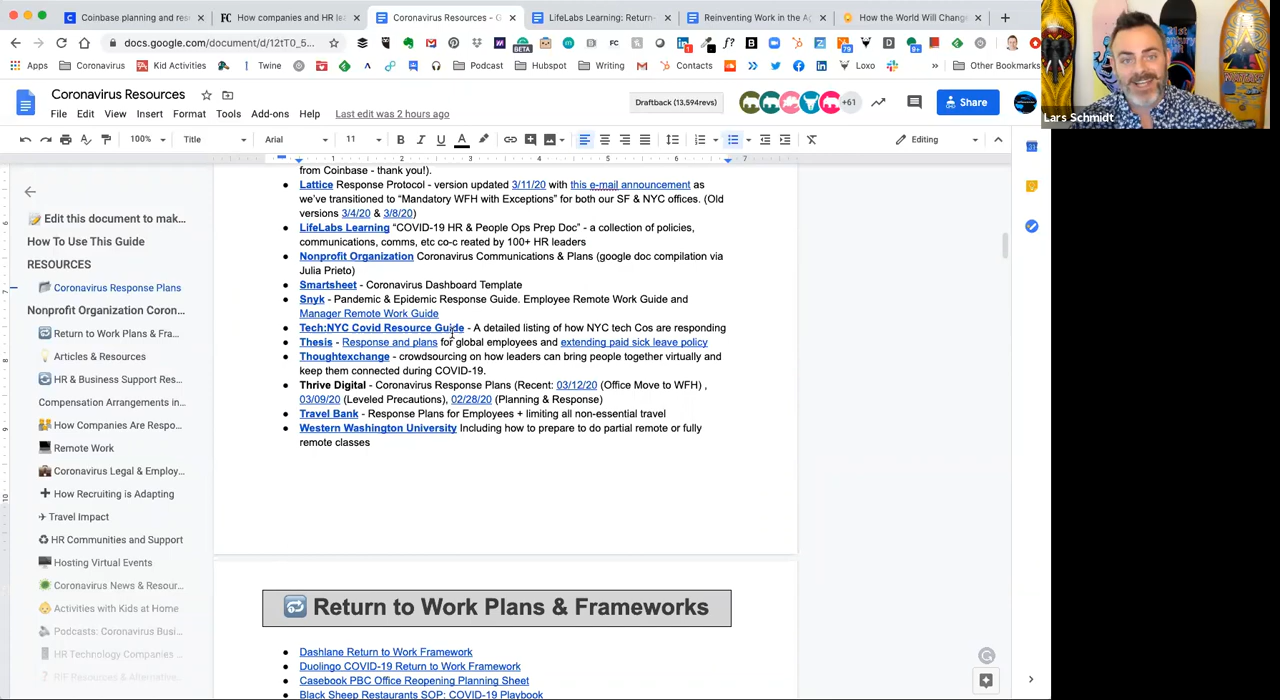 Coinbase planning and res
How companies and HR lea
Coronavirus Resources - G
LifeLabs Learning: Return-
Reinventing Work in the Ag
How the World Will Change
docs.google.com/document/d/12tT0_5...
Apps
Coronavirus
Kid Activities
Twine
Podcast
Hubspot
Writing
Contacts
Loxo
Other Bookmarks
Lars Schmidt
Coronavirus Resources
File Edit View Insert Format Tools Add-ons Help Last edit was 2 hours ago
Draftback (13,594revs)
+61
Share
100% Title Arial 11 Editing
Edit this document to mak...
How To Use This Guide
RESOURCES
Coronavirus Response Plans
Nonprofit Organization Coron...
Return to Work Plans & Fra...
Articles & Resources
HR & Business Support Res...
Compensation Arrangements in...
How Companies Are Respo...
Remote Work
Coronavirus Legal & Employ...
How Recruiting is Adapting
Travel Impact
HR Communities and Support
Hosting Virtual Events
Coronavirus News & Resour...
Activities with Kids at Home
Podcasts: Coronavirus Busi...
HR Technology Companies ...
RIF Resources & Alternative...
from Coinbase - thank you!).
Lattice Response Protocol - version updated 3/11/20 with this e-mail announcement as
we've transitioned to “Mandatory WFH with Exceptions” for both our SF & NYC offices. (Old
versions 3/4/20 & 3/8/20)
LifeLabs Learning “COVID-19 HR & People Ops Prep Doc” - a collection of policies,
communications, comms, etc co-c reated by 100+ HR leaders
Nonprofit Organization Coronavirus Communications & Plans (google doc compilation via
Julia Prieto)
Smartsheet - Coronavirus Dashboard Template
Snyk - Pandemic & Epidemic Response Guide. Employee Remote Work Guide and
Manager Remote Work Guide
Tech:NYC Covid Resource Guide - A detailed listing of how NYC tech Cos are responding
Thesis - Response and plans for global employees and extending paid sick leave policy
Thoughtexchange - crowdsourcing on how leaders can bring people together virtually and
keep them connected during COVID-19.
Thrive Digital - Coronavirus Response Plans (Recent: 03/12/20 (Office Move to WFH) ,
03/09/20 (Leveled Precautions), 02/28/20 (Planning & Response)
Travel Bank - Response Plans for Employees + limiting all non-essential travel
Western Washington University Including how to prepare to do partial remote or fully
remote classes
Return to Work Plans & Frameworks
Dashlane Return to Work Framework
Duolingo COVID-19 Return to Work Framework
Casebook PBC Office Reopening Planning Sheet
Black Sheep Restaurants SOP: COVID-19 Playbook